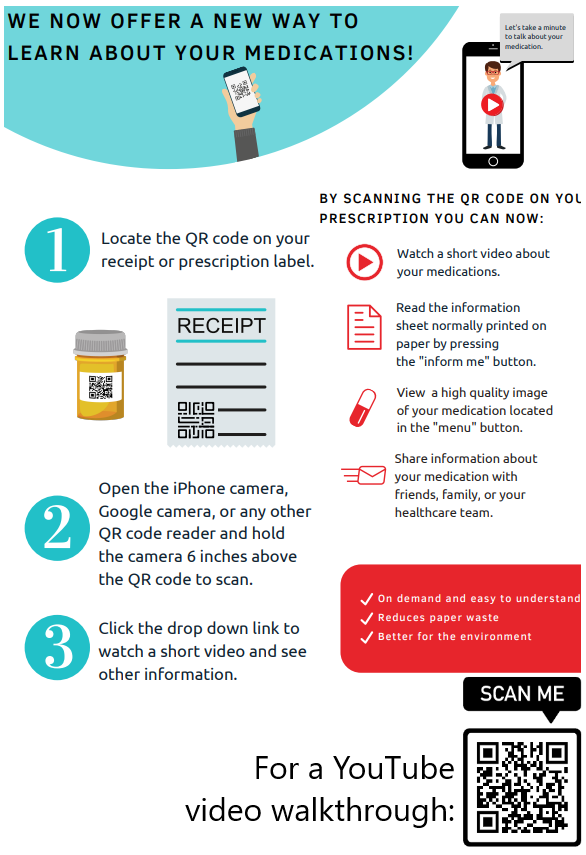 WE NOW OFFER A NEW WAY TO
LEARN ABOUT YOUR MEDICATIONS!
Let's take a minute
to talk about your
medication.
1
Locate the QR code on your
receipt or prescription label.
RECEIPT
2
Open the iPhone camera,
Google camera, or any other
QR code reader and hold
the camera 6 inches above
the QR code to scan.
3
Click the drop down link to
watch a short video and see
other information.
BY SCANNING THE QR CODE ON YOU
PRESCRIPTION YOU CAN NOW:
Watch a short video about
your medications.
Read the information
sheet normally printed on
paper by pressing
the "inform me" button.
View a high quality image
of your medication located
in the "menu" button.
Share information about
your medication with
friends, family, or your
healthcare team.
On demand and easy to understand
Reduces paper waste
Better for the environment
SCAN ME
For a YouTube
video walkthrough: